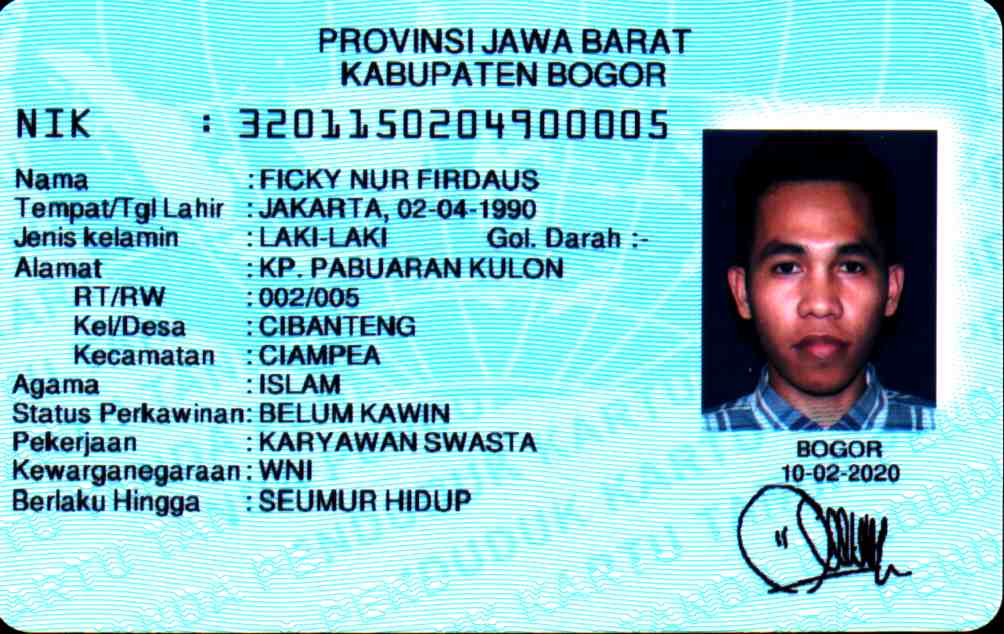 PROVINSI JAWA BARAT
KABUPATEN BOGOR
NIK : 3201150204900005
Nama : FICKY NUR FIRDAUS
Tempat/Tgl Lahir : JAKARTA, 02-04-1990
Jenis kelamin : LAKI-LAKI Gol. Darah :-
Alamat : KP. PABUARAN KULON
RT/RW : 002/005
Kel/Desa : CIBANTENG
Kecamatan : CIAMPEA
Agama : ISLAM
Status Perkawinan: BELUM KAWIN
Pekerjaan : KARYAWAN SWASTA
Kewarganegaraan : WNI
Berlaku Hingga : SEUMUR HIDUP
BOGOR
10-02-2020